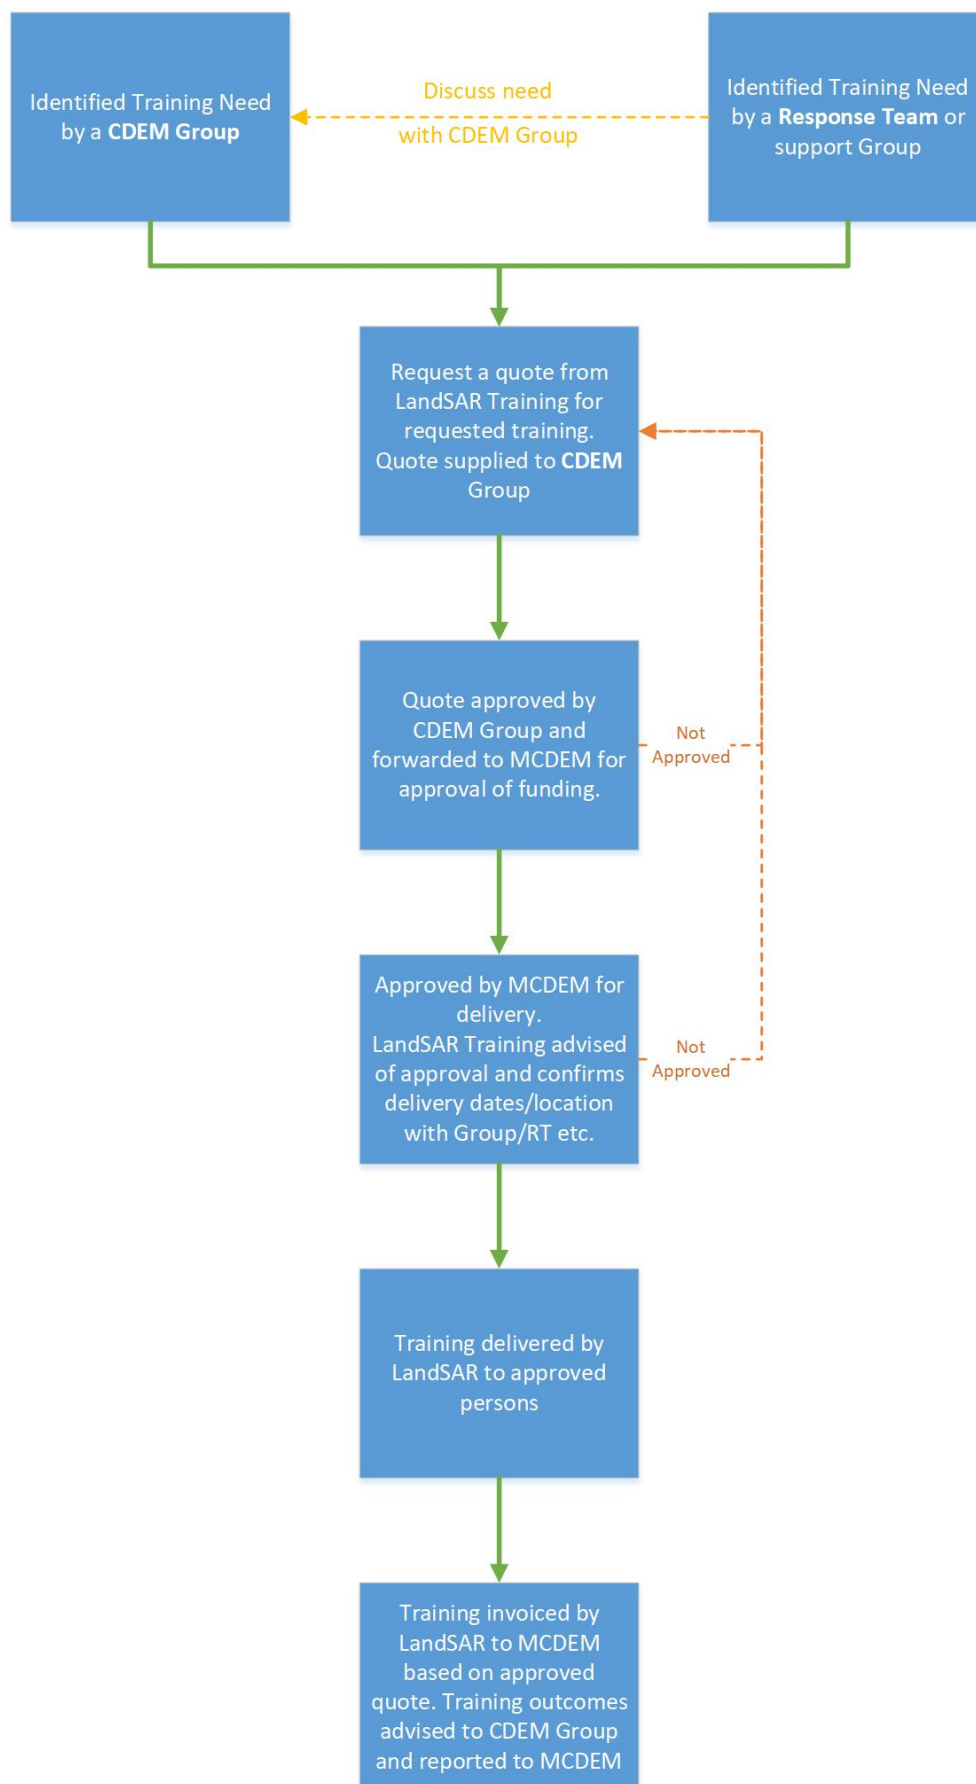 Identified Training Need
by a CDEM Group
Discuss need
with CDEM Group
Identified Training Need
by a Response Team or
support Group
Request a quote from
LandSAR Training for
requested training.
Quote supplied to CDEM
Group
Quote approved by
CDEM Group and
forwarded to MCDEM for
approval of funding.
Not
Approved
Approved by MCDEM for
delivery.
LandSAR Training advised
of approval and confirms
delivery dates/location
with Group/RT etc.
Not
Approved
Training delivered by
LandSAR to approved
persons
Training invoiced by
LandSAR to MCDEM
based on approved
quote. Training outcomes
advised to CDEM Group
and reported to MCDEM